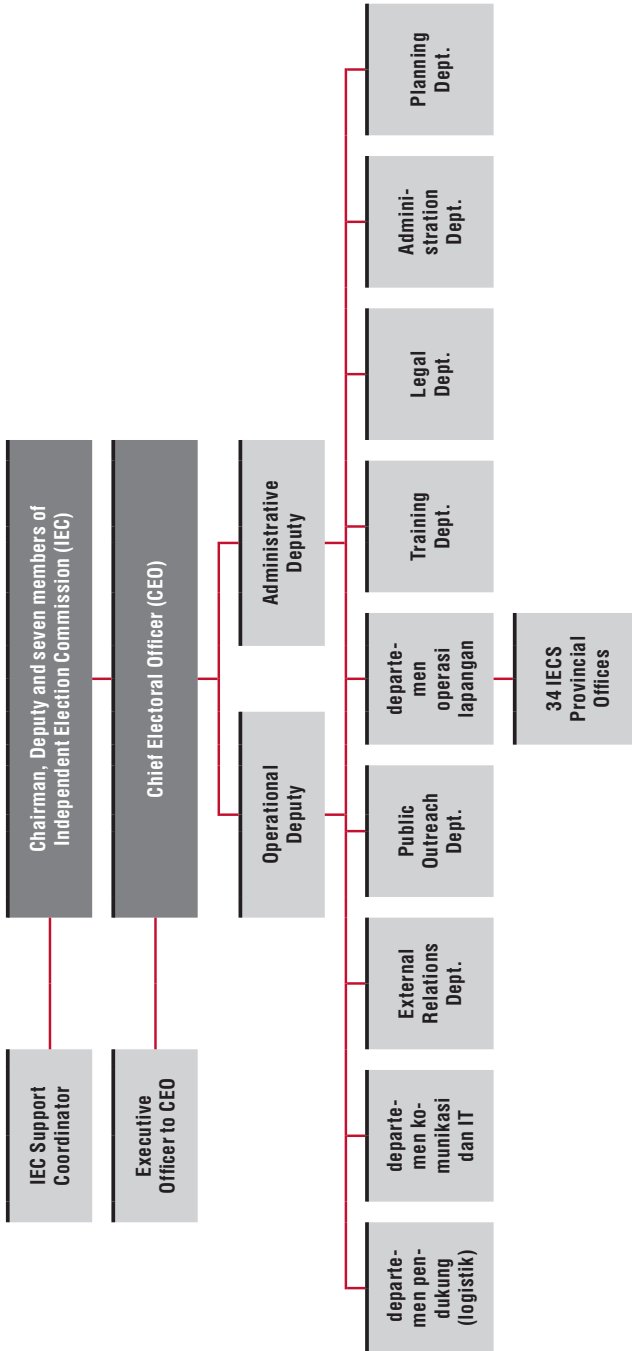 Chairman, Deputy and seven members of
Independent Election Commission (IEC)
IEC Support
Coordinator
Chief Electoral Officer (CEO)
Executive
Officer to CEO
Operational
Deputy
Administrative
Deputy
departe-
men pen-
dukung
(logistik)
departe-
men ko-
munikasi
dan IT
External
Relations
Dept.
Public
Outreach
Dept.
departe-
men
operasi
lapangan
Training
Dept.
Legal
Dept.
Admini-
stration
Dept.
Planning
Dept.
34 IECS
Provincial
Offices